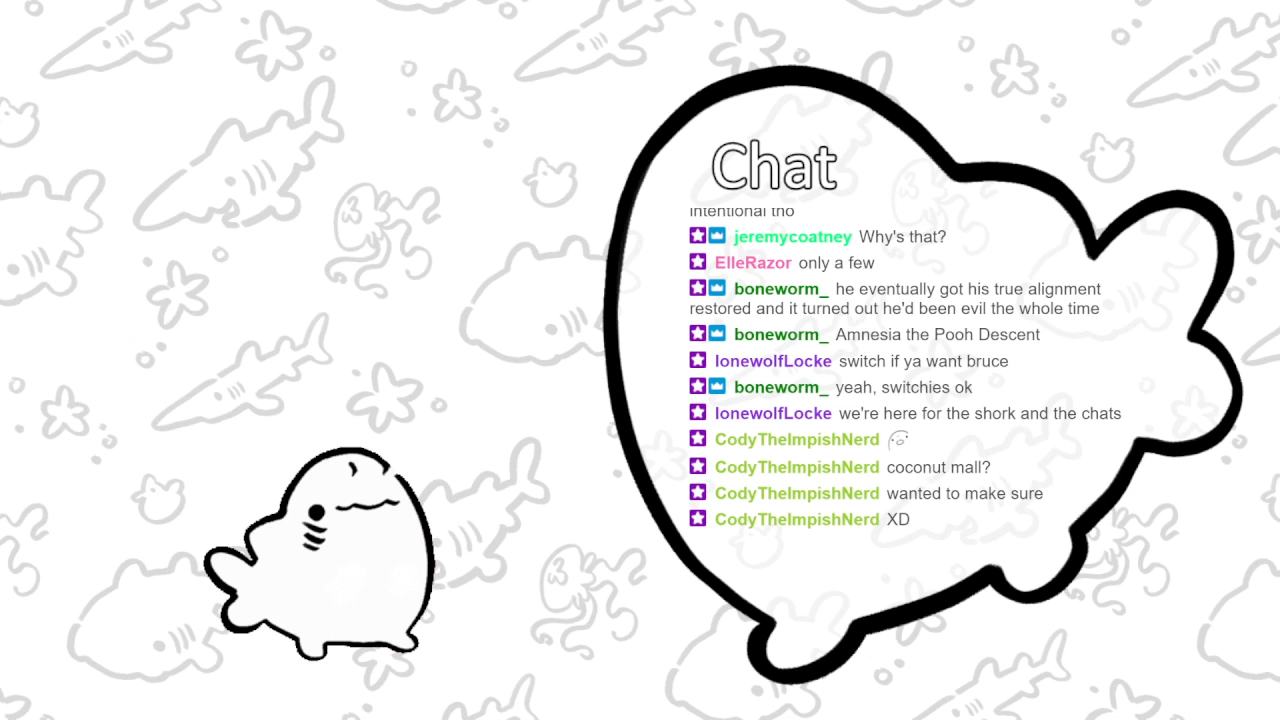 Chat
intentional tho
jeremycoatney Why's that?
ElleRazor only a few
boneworm_ he eventually got his true alignment
restored and it turned out he'd been evil the whole time
boneworm_ Amnesia the Pooh Descent
lonewolfLocke switch if ya want bruce
boneworm_ yeah, switchies ok
lonewolfLocke we're here for the shork and the chats
CodyTheImpishNerd
CodyTheImpishNerd coconut mall?
CodyTheImpishNerd wanted to make sure
CodyTheImpishNerd XD